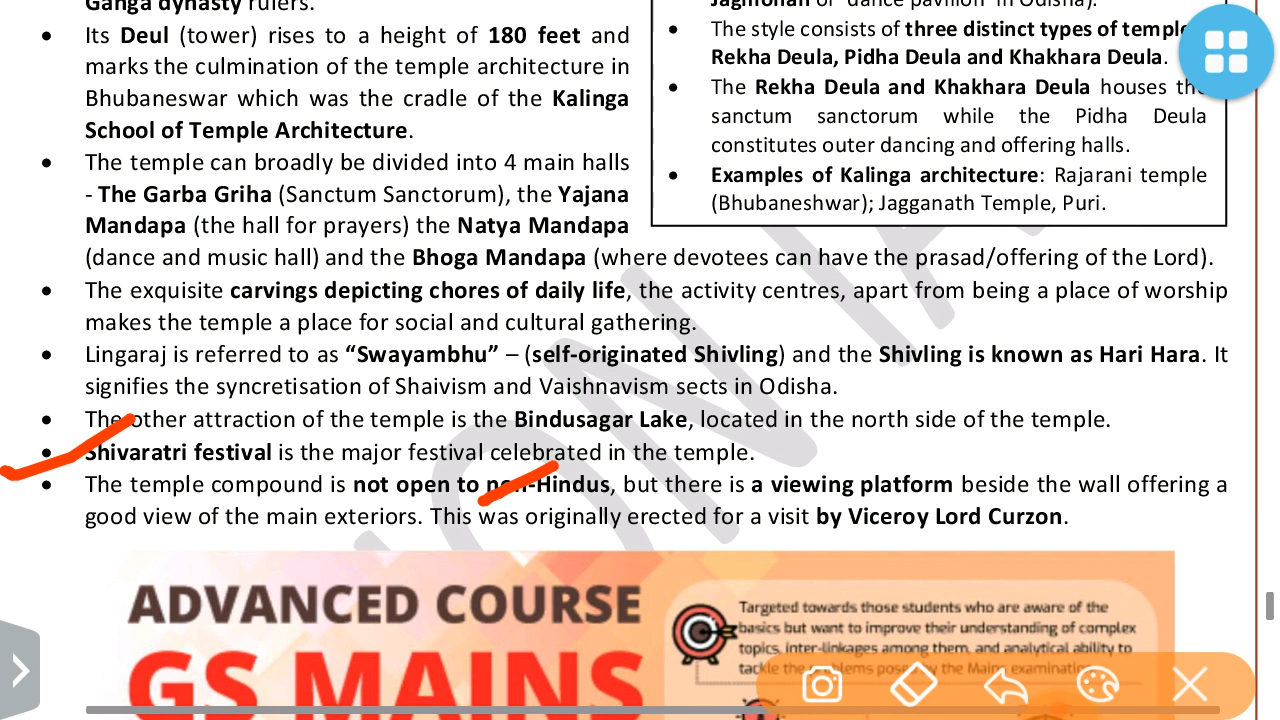 Ganga dynasty rulers.
• Its Deul (tower) rises to a height of 180 feet and
marks the culmination of the temple architecture in
Bhubaneswar which was the cradle of the Kalinga
School of Temple Architecture.
• The temple can broadly be divided into 4 main halls
- The Garba Griha (Sanctum Sanctorum), the Yajana
Mandapa (the hall for prayers) the Natya Mandapa
(dance and music hall) and the Bhoga Mandapa (where devotees can have the prasad/offering of the Lord).
Jagmohan or 'dance pavilion' in Odisha).
• The style consists of three distinct types of temple
Rekha Deula, Pidha Deula and Khakhara Deula.
• The Rekha Deula and Khakhara Deula houses the
sanctum sanctorum while the Pidha Deula
constitutes outer dancing and offering halls.
• Examples of Kalinga architecture: Rajarani temple
(Bhubaneshwar); Jagganath Temple, Puri.
• The exquisite carvings depicting chores of daily life, the activity centres, apart from being a place of worship
makes the temple a place for social and cultural gathering.
• Lingaraj is referred to as “Swayambhu” – (self-originated Shivling) and the Shivling is known as Hari Hara. It
signifies the syncretisation of Shaivism and Vaishnavism sects in Odisha.
• The other attraction of the temple is the Bindusagar Lake, located in the north side of the temple.
• Shivaratri festival is the major festival celebrated in the temple.
• The temple compound is not open to non-Hindus, but there is a viewing platform beside the wall offering a
good view of the main exteriors. This was originally erected for a visit by Viceroy Lord Curzon.
ADVANCED COURSE
GS MAINS
Targeted towards those students who are aware of the
basics but want to improve their understanding of complex
topics, inter-linkages among them, and analytical ability to
tackle the problems posed by the Mains examination